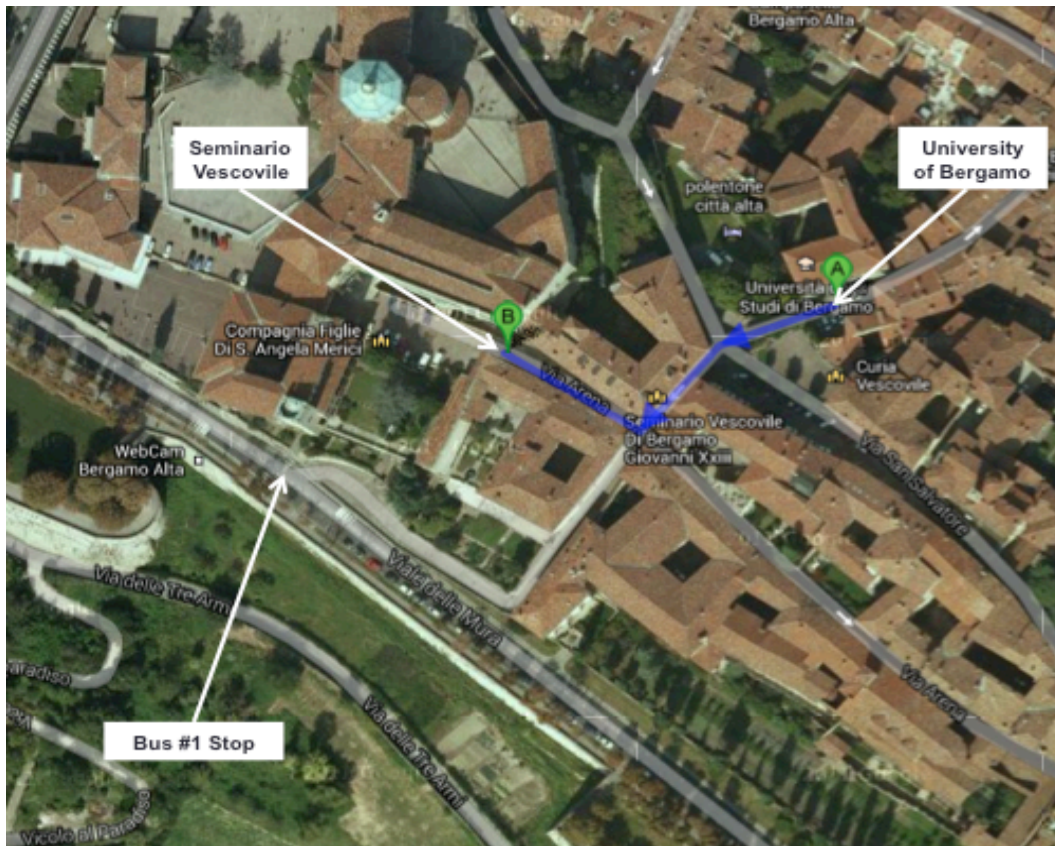 Bergamo Alta
Seminario
Vescovile
University
of Bergamo
polentone
città alta
A
Università
Studi di Bergamo
B
Compagnia Figlie
Di S. Angela Merici
Via Arena
Curia
Vescovile
Seminario Vescovile
Di Bergamo
Giovanni Xxiii
WebCam
Bergamo Alta
Via San Salvatore
Via delle Tre Armi
Viale delle Mura
Via Arena
Bus #1 Stop
Via delle Tre Armi
Vicolo al Paradiso